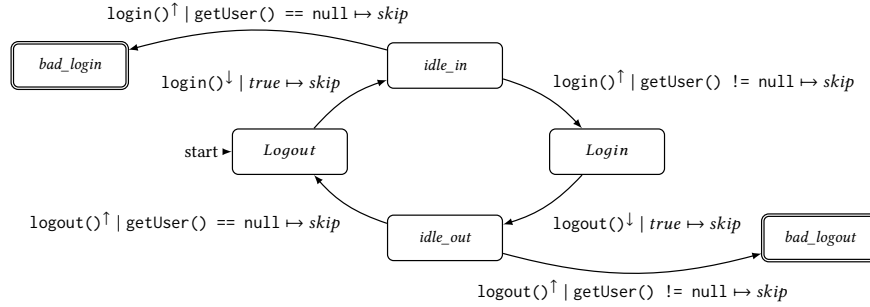 login()↑ | getUser() == null ↦ skip
bad_login
idle_in
login()↓ | true ↦ skip
login()↑ | getUser() != null ↦ skip
start
Logout
Login
logout()↑ | getUser() == null ↦ skip
idle_out
logout()↓ | true ↦ skip
bad_logout
logout()↑ | getUser() != null ↦ skip